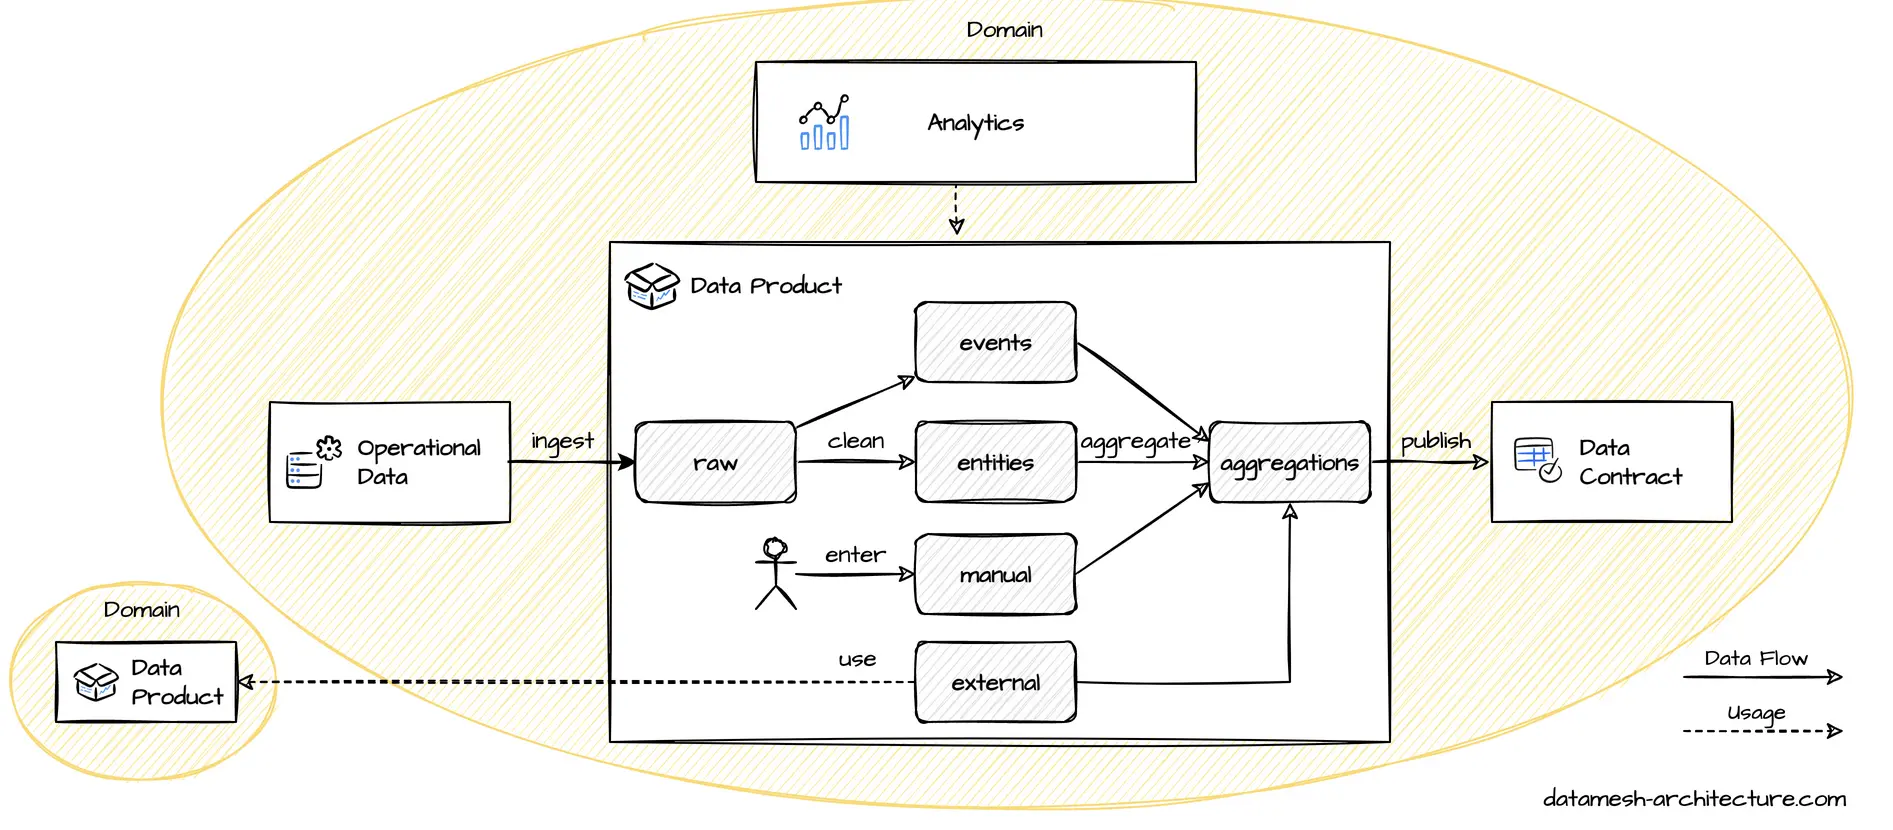 Domain
Analytics
Data Product
events
Operational
Data
ingest
raw
clean
entities
aggregate
aggregations
publish
Data
Contract
enter
manual
Domain
Data
Product
use
external
Data Flow
Usage
datamesh-architecture.com